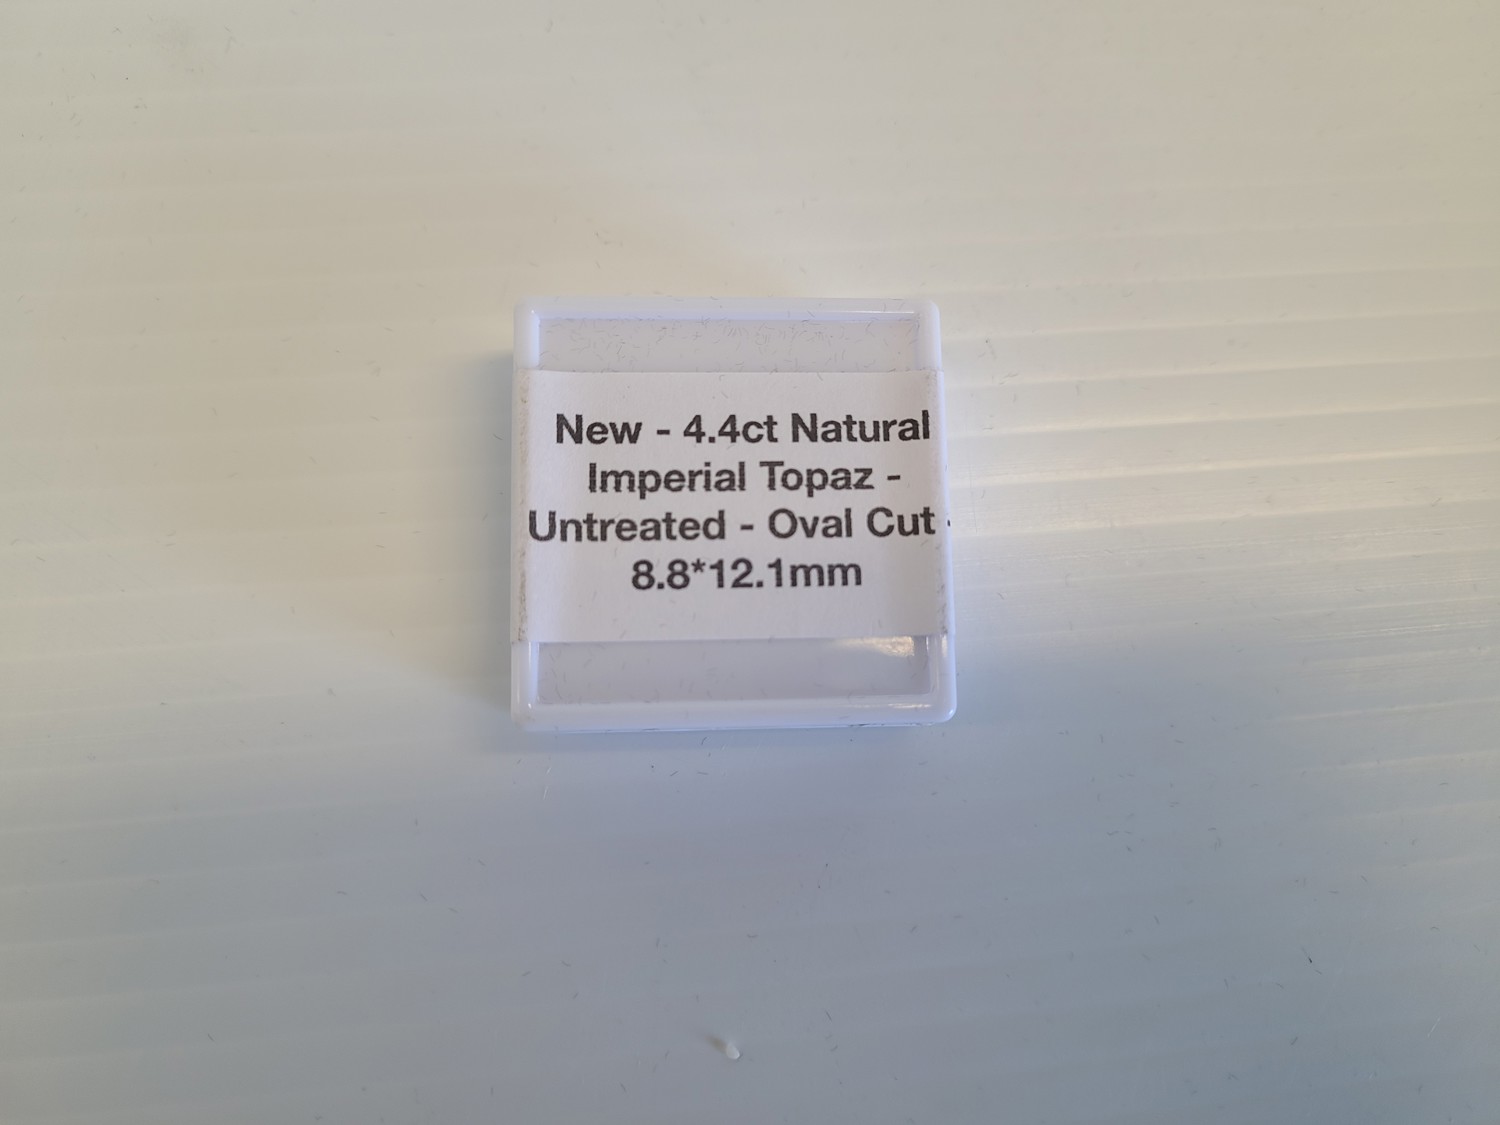 New - 4.4ct Natural
Imperial Topaz -
Untreated - Oval Cut -
8.8*12.1mm